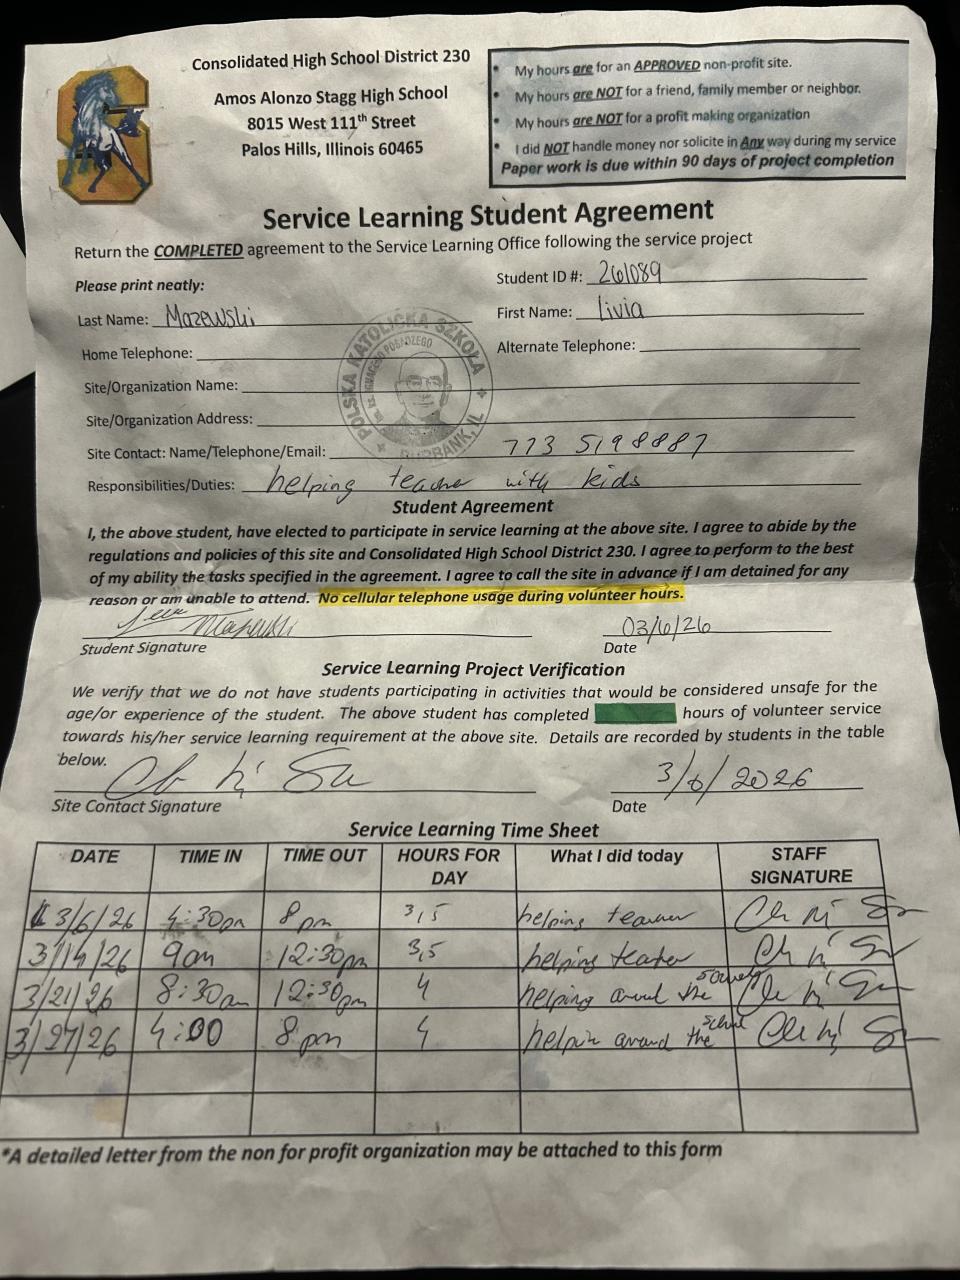 Consolidated High School District 230
Amos Alonzo Stagg High School
8015 West 111th Street
Palos Hills, Illinois 60465
• My hours are for an APPROVED non-profit site.
• My hours are NOT for a friend, family member or neighbor.
• My hours are NOT for a profit making organization
• I did NOT handle money nor solicite in Any way during my service
Paper work is due within 90 days of project completion
Service Learning Student Agreement
Return the COMPLETED agreement to the Service Learning Office following the service project
Please print neatly:
Student ID #: 261089
Last Name: Mazewski
First Name: Livia
Home Telephone:
Alternate Telephone:
POLSKA KATOLICKA SZKOŁA
BURBANK, IL
Site/Organization Name:
Site/Organization Address:
Site Contact: Name/Telephone/Email: 773 5198887
Responsibilities/Duties: helping teacher with kids
Student Agreement
I, the above student, have elected to participate in service learning at the above site. I agree to abide by the
regulations and policies of this site and Consolidated High School District 230. I agree to perform to the best
of my ability the tasks specified in the agreement. I agree to call the site in advance if I am detained for any
reason or am unable to attend. No cellular telephone usage during volunteer hours.
03/6/26
Student Signature
Date
Service Learning Project Verification
We verify that we do not have students participating in activities that would be considered unsafe for the
age/or experience of the student. The above student has completed hours of volunteer service
towards his/her service learning requirement at the above site. Details are recorded by students in the table
below.
3/6/2026
Site Contact Signature
Date
Service Learning Time Sheet
DATE TIME IN TIME OUT HOURS FOR DAY What I did today STAFF SIGNATURE
3/6/26 4:30pm 8pm 3,5 helping teacher
3/14/26 9am 12:30pm 3,5 helping teacher
3/21/26 8:30am 12:30pm 4 helping around the
3/27/26 4:00 8pm 4 helpin around the school
*A detailed letter from the non for profit organization may be attached to this form